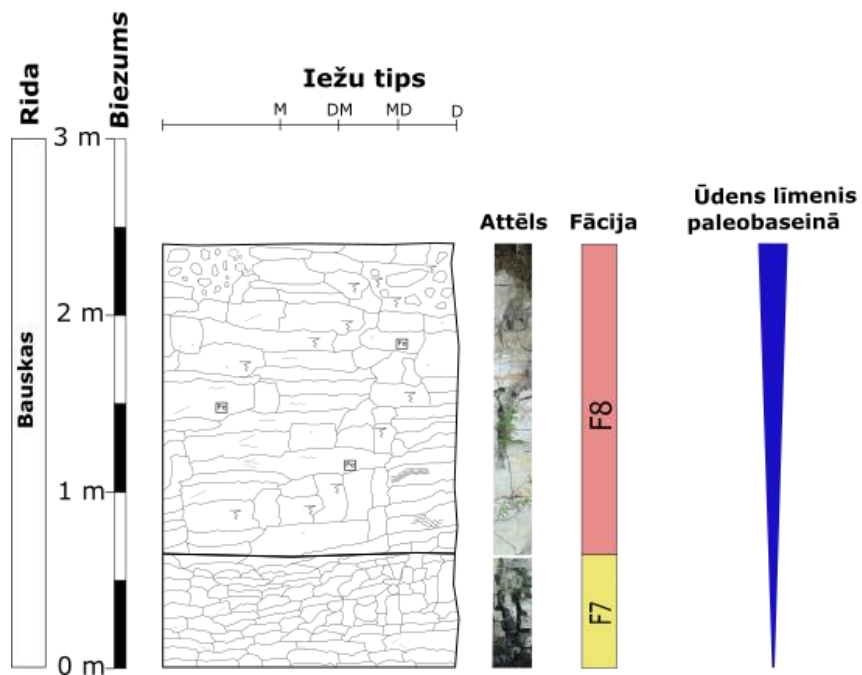 Rida
Biezums
Iežu tips
M DM MD D
3 m
2 m
1 m
0 m
Bauskas
Attēls
Fācija
Ūdens līmenis
paleobaseinā
Fe
Fe
Fe
F8
F7